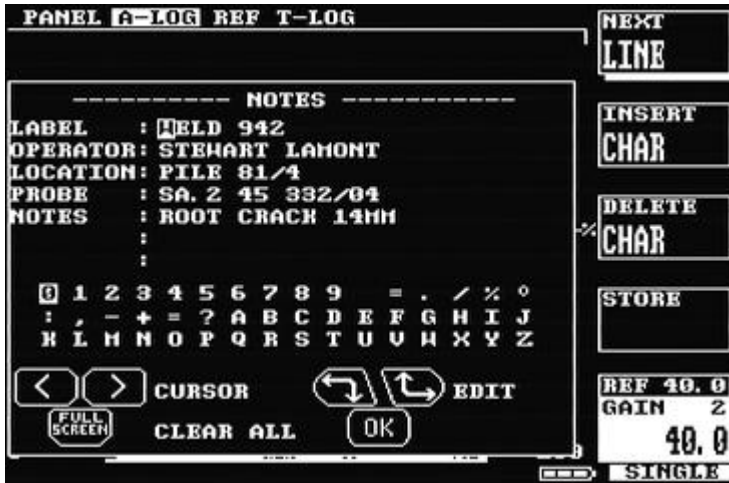 PANEL A-LOG REF T-LOG
NEXT
LINE
---------- NOTES -----------
LABEL : WELD 942
INSERT
CHAR
OPERATOR: STEWART LAMONT
LOCATION: PILE 81/4
PROBE : SA.2 45 332/04
NOTES : ROOT CRACK 14MM
:
:
DELETE
CHAR
-%
0 1 2 3 4 5 6 7 8 9 = . / % º
: , - + = ? A B C D E F G H I J
K L M N O P Q R S T U V W X Y Z
STORE
< > CURSOR EDIT
FULL
SCREEN
CLEAR ALL OK
REF 40.0
GAIN 2
40.0
SINGLE